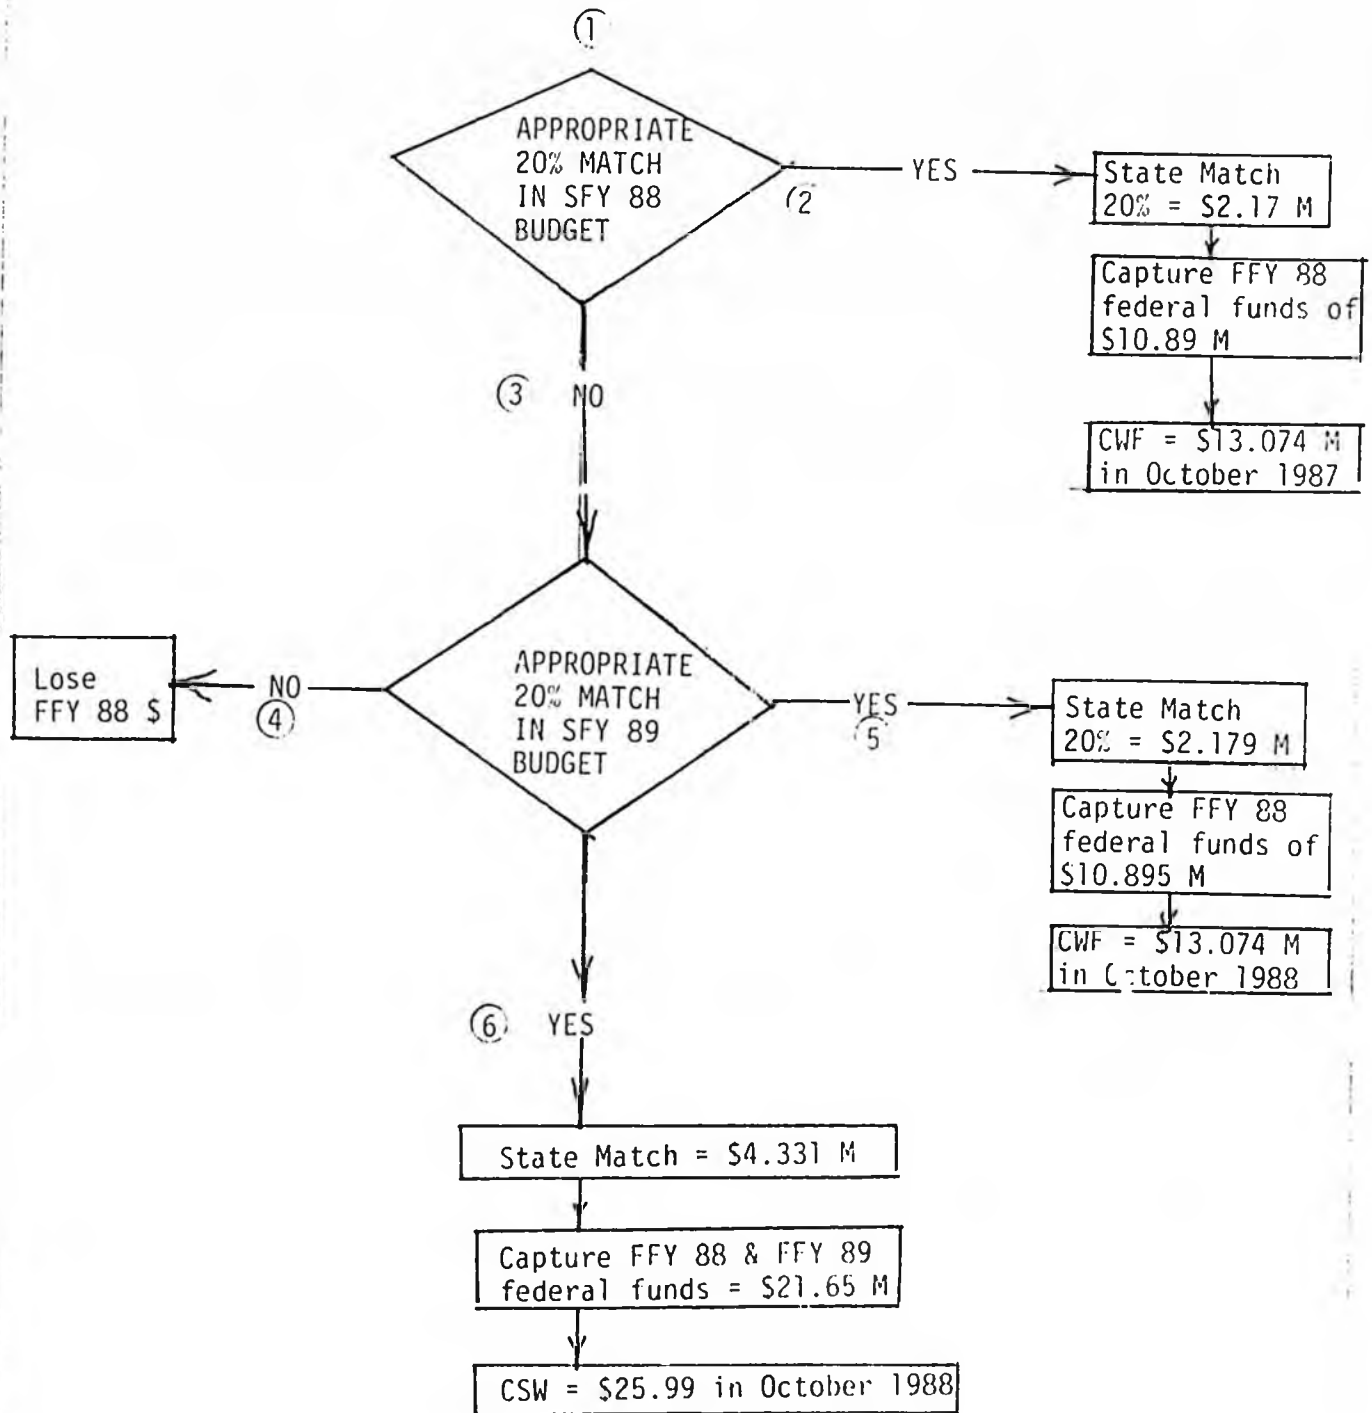 ①
APPROPRIATE
20% MATCH
IN SFY 88
BUDGET
②
YES
State Match
20% = $2.17 M
Capture FFY 88
federal funds of
$10.89 M
CWF = $13.074 M
in October 1987
③ NO
APPROPRIATE
20% MATCH
IN SFY 89
BUDGET
Lose
FFY 88 $
NO
④
YES
⑤
State Match
20% = $2.179 M
Capture FFY 88
federal funds of
$10.895 M
CWF = $13.074 M
in October 1988
⑥ YES
State Match = $4.331 M
Capture FFY 88 & FFY 89
federal funds = $21.65 M
CSW = $25.99 in October 1988